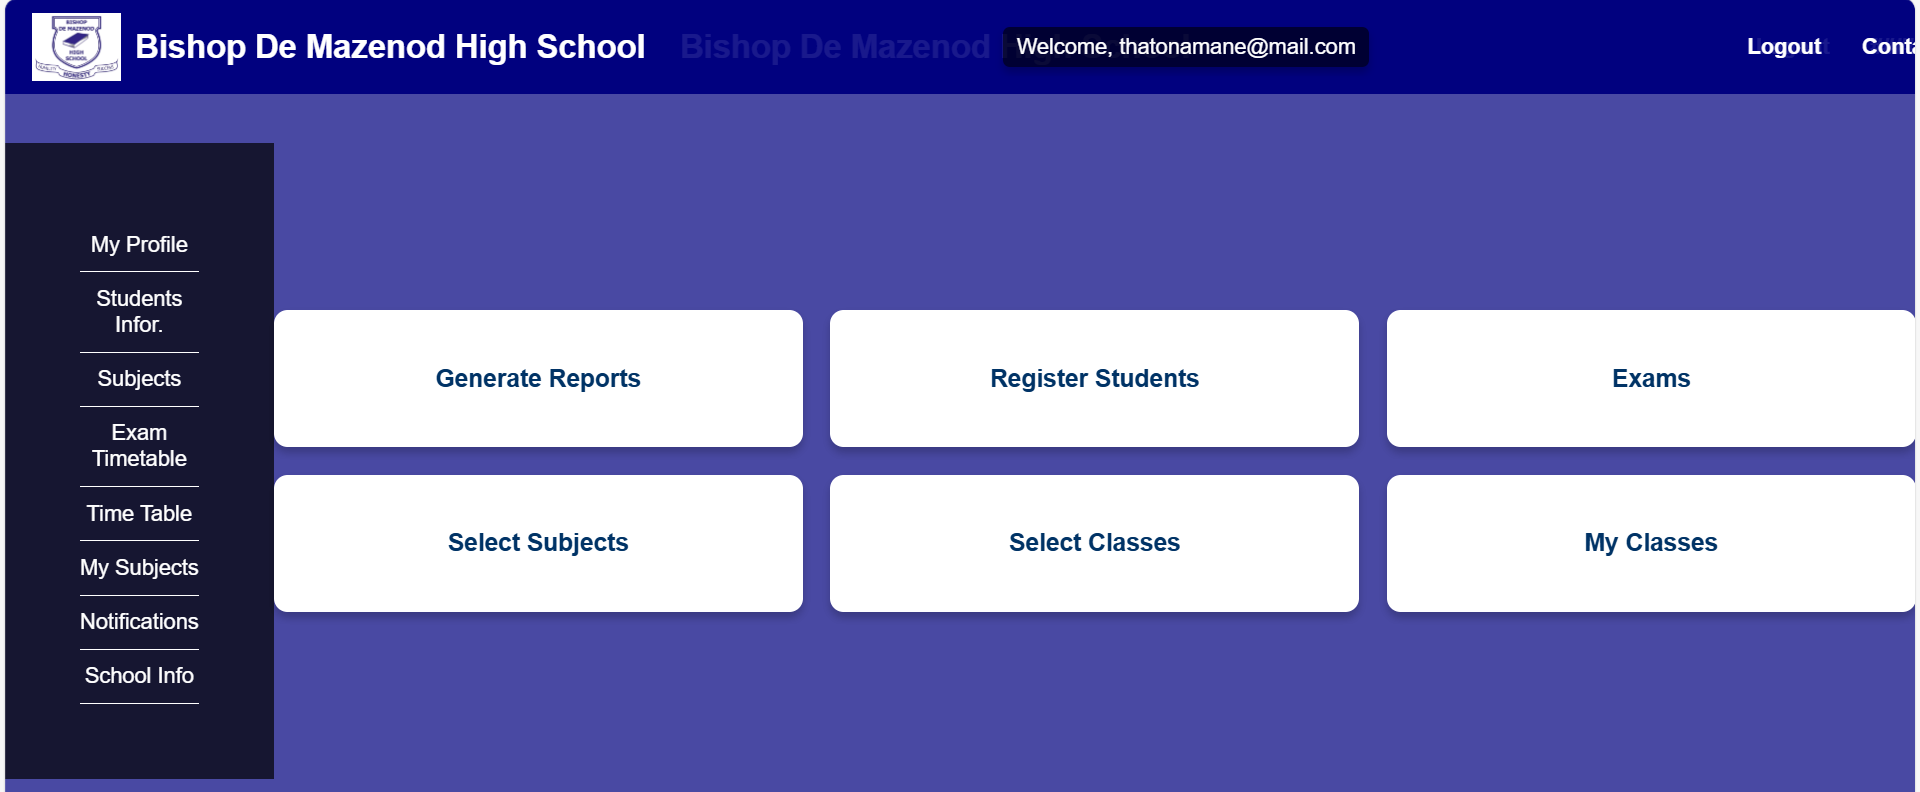 BISHOP
DE MAZENOD
HIGH
SCHOOL
HONESTY
Bishop De Mazenod High School
Bishop De Mazenod High School
Welcome, thatonamane@mail.com
Logout
Conta
My Profile
Students
Infor.
Subjects
Exam
Timetable
Time Table
My Subjects
Notifications
School Info
Generate Reports
Register Students
Exams
Select Subjects
Select Classes
My Classes